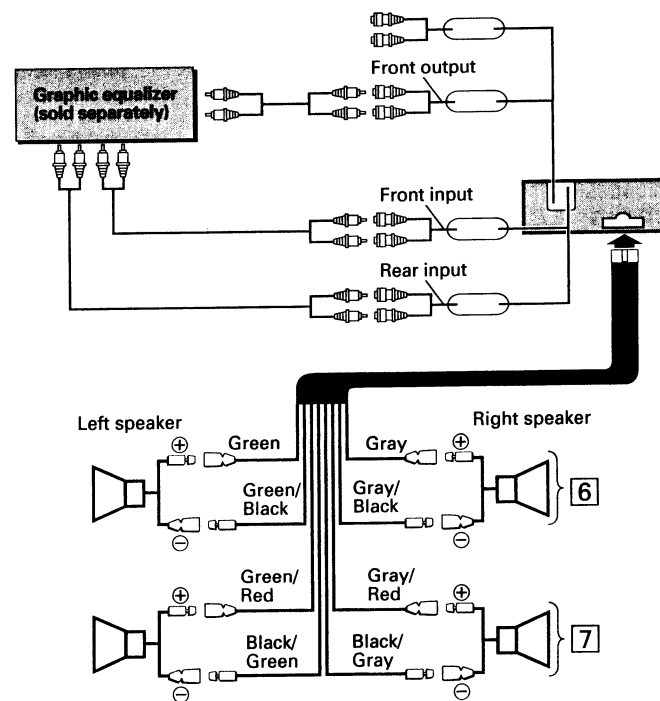 Front output
Graphic equalizer
(sold separately)
Front input
Rear input
Left speaker
Right speaker
⊕
Green
Gray
⊕
6
Green/
Black
Gray/
Black
⊖
⊖
⊕
Green/
Red
Gray/
Red
⊕
7
Black/
Green
Black/
Gray
⊖
⊖